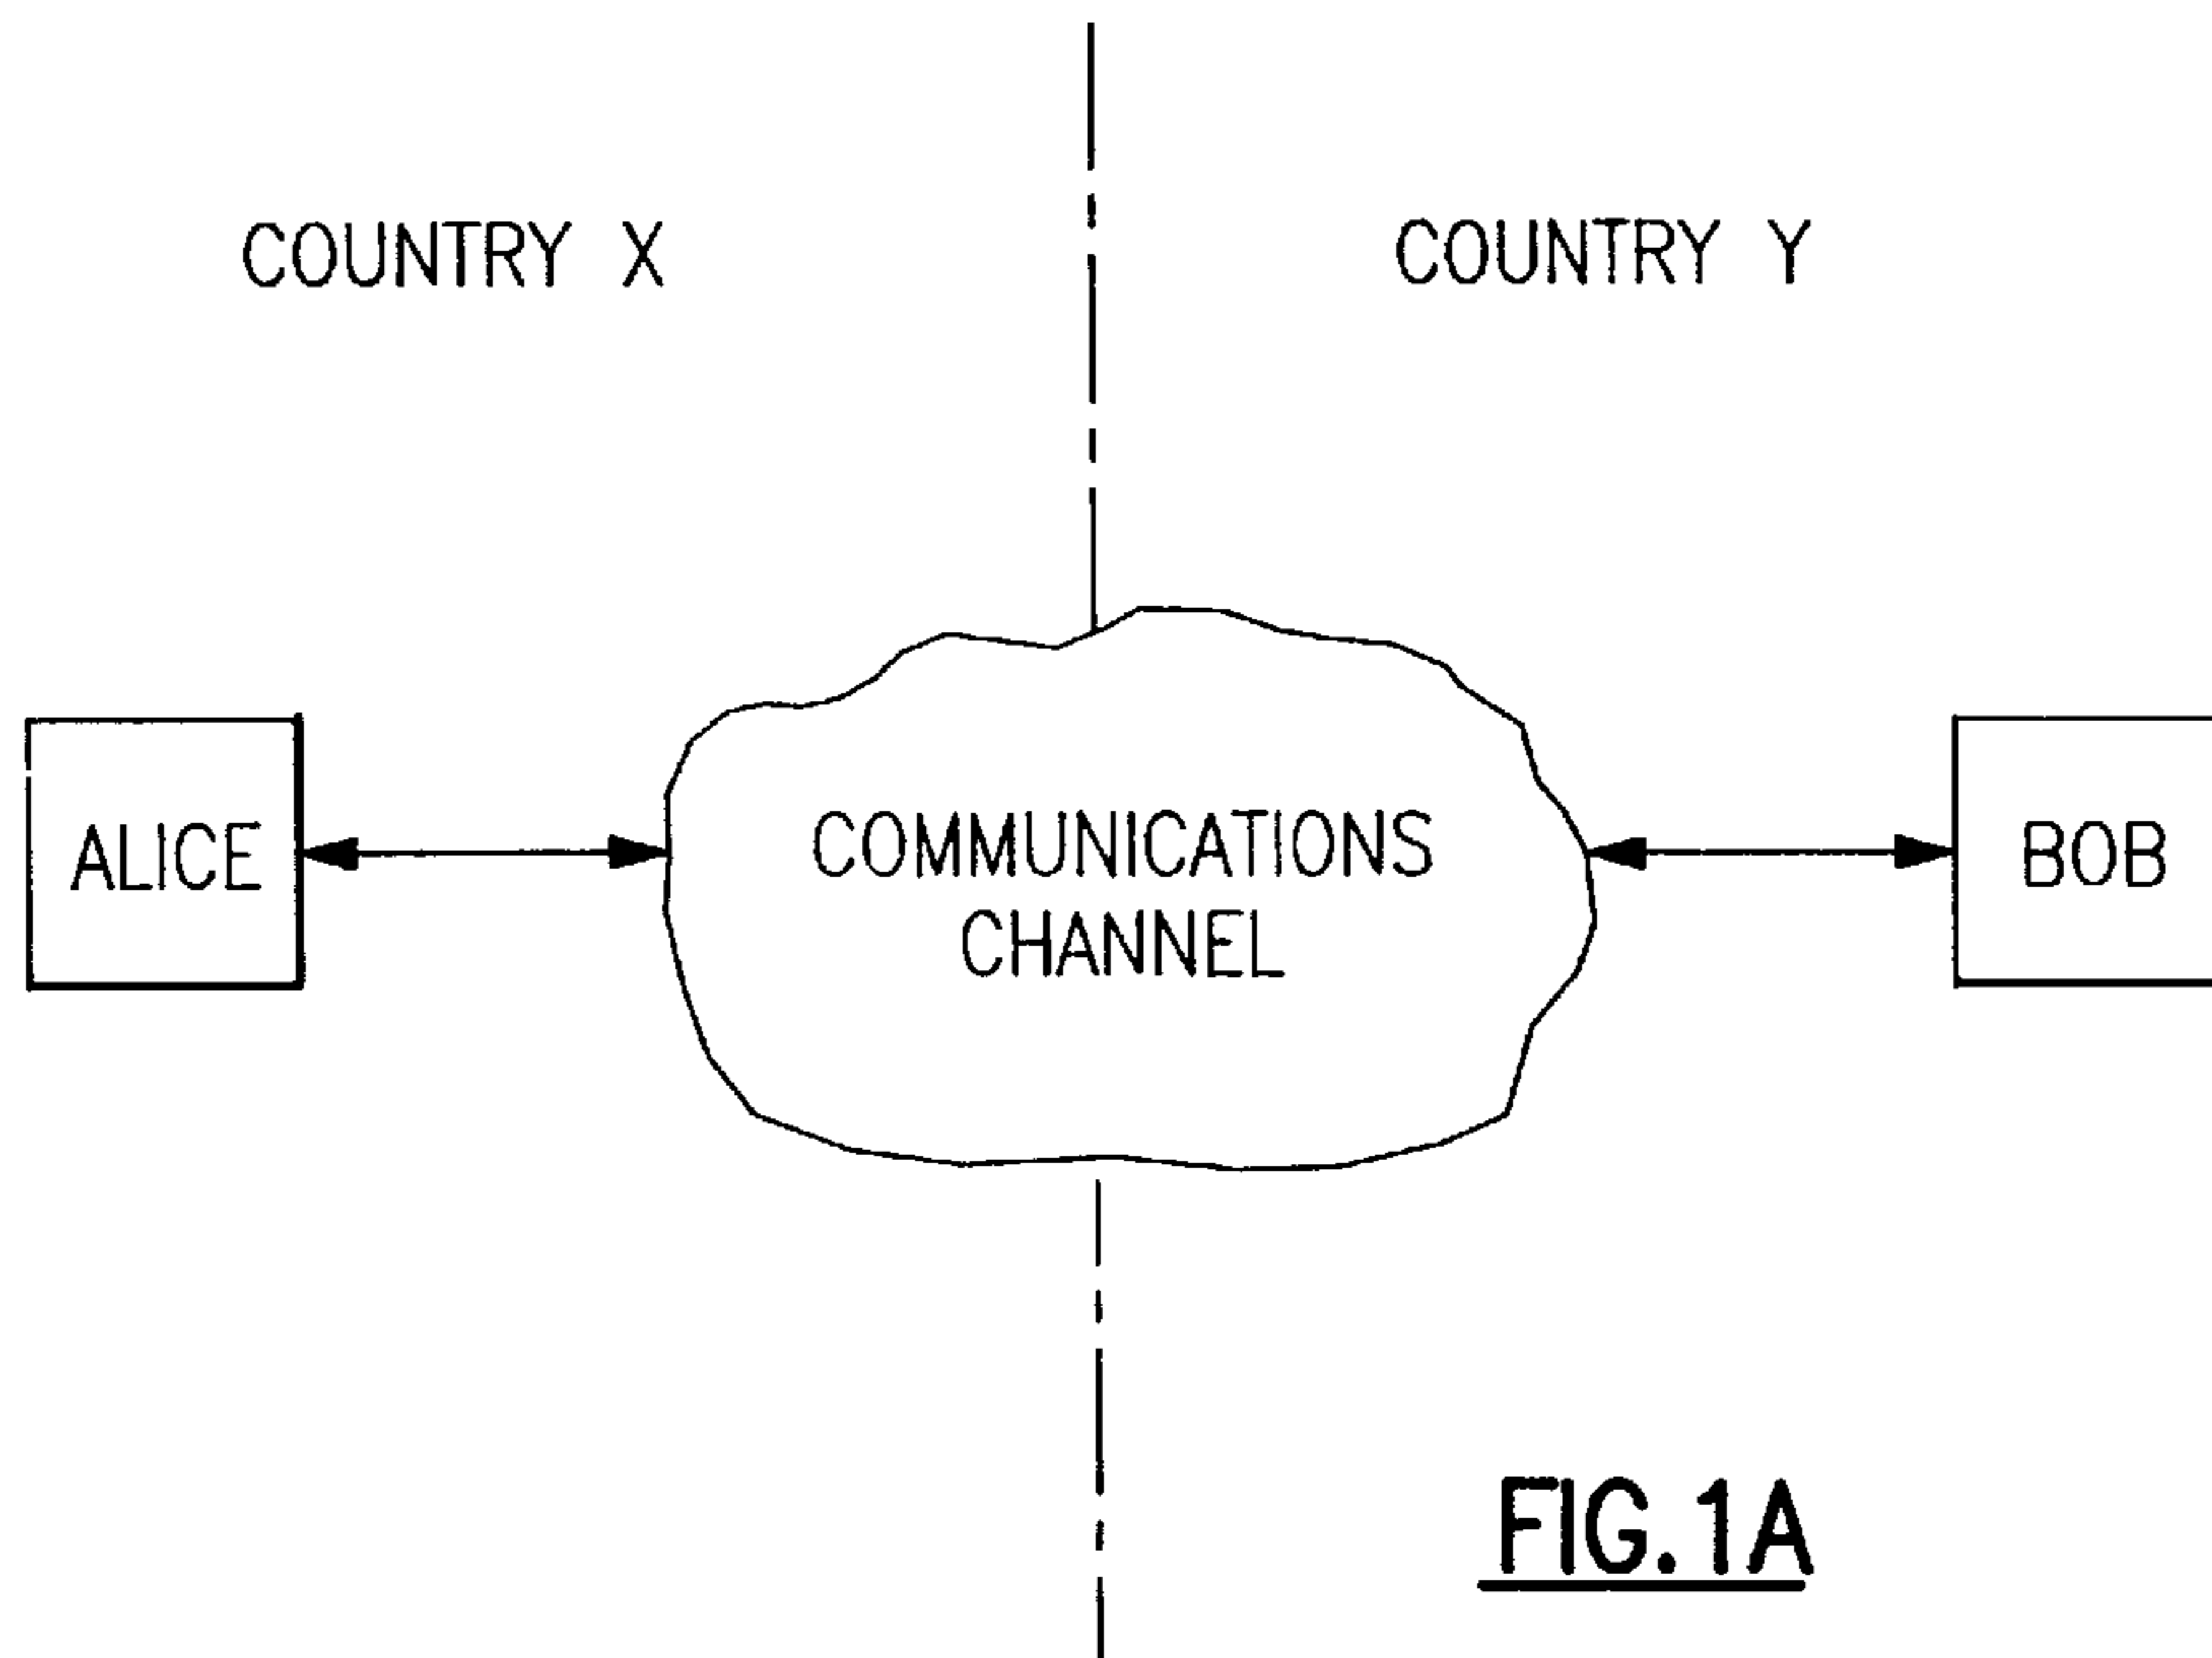 COUNTRY X
COUNTRY Y
ALICE
COMMUNICATIONS
CHANNEL
BOB
FIG.1A